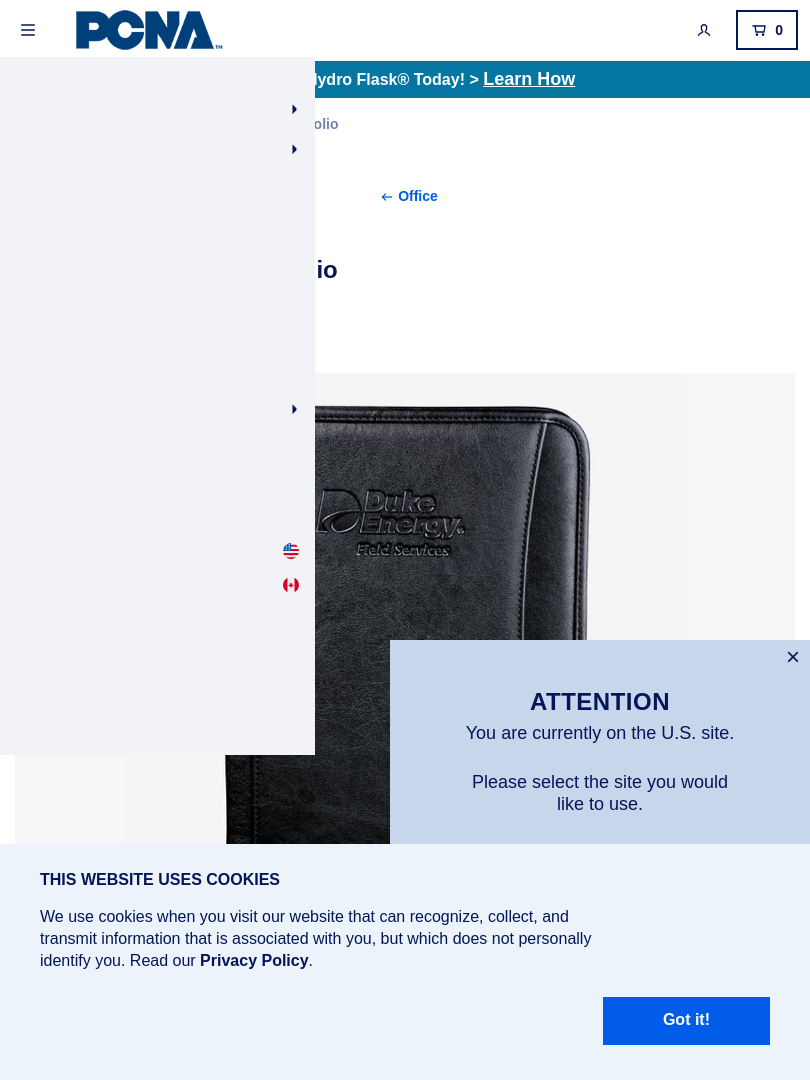 PCNA™
0
Hydro Flask® Today! > Learn How
olio
← Office
io
Duke
Energy®
Field Services
ATTENTION
You are currently on the U.S. site.
Please select the site you would
like to use.
THIS WEBSITE USES COOKIES
We use cookies when you visit our website that can recognize, collect, and
transmit information that is associated with you, but which does not personally
identify you. Read our Privacy Policy.
Got it!